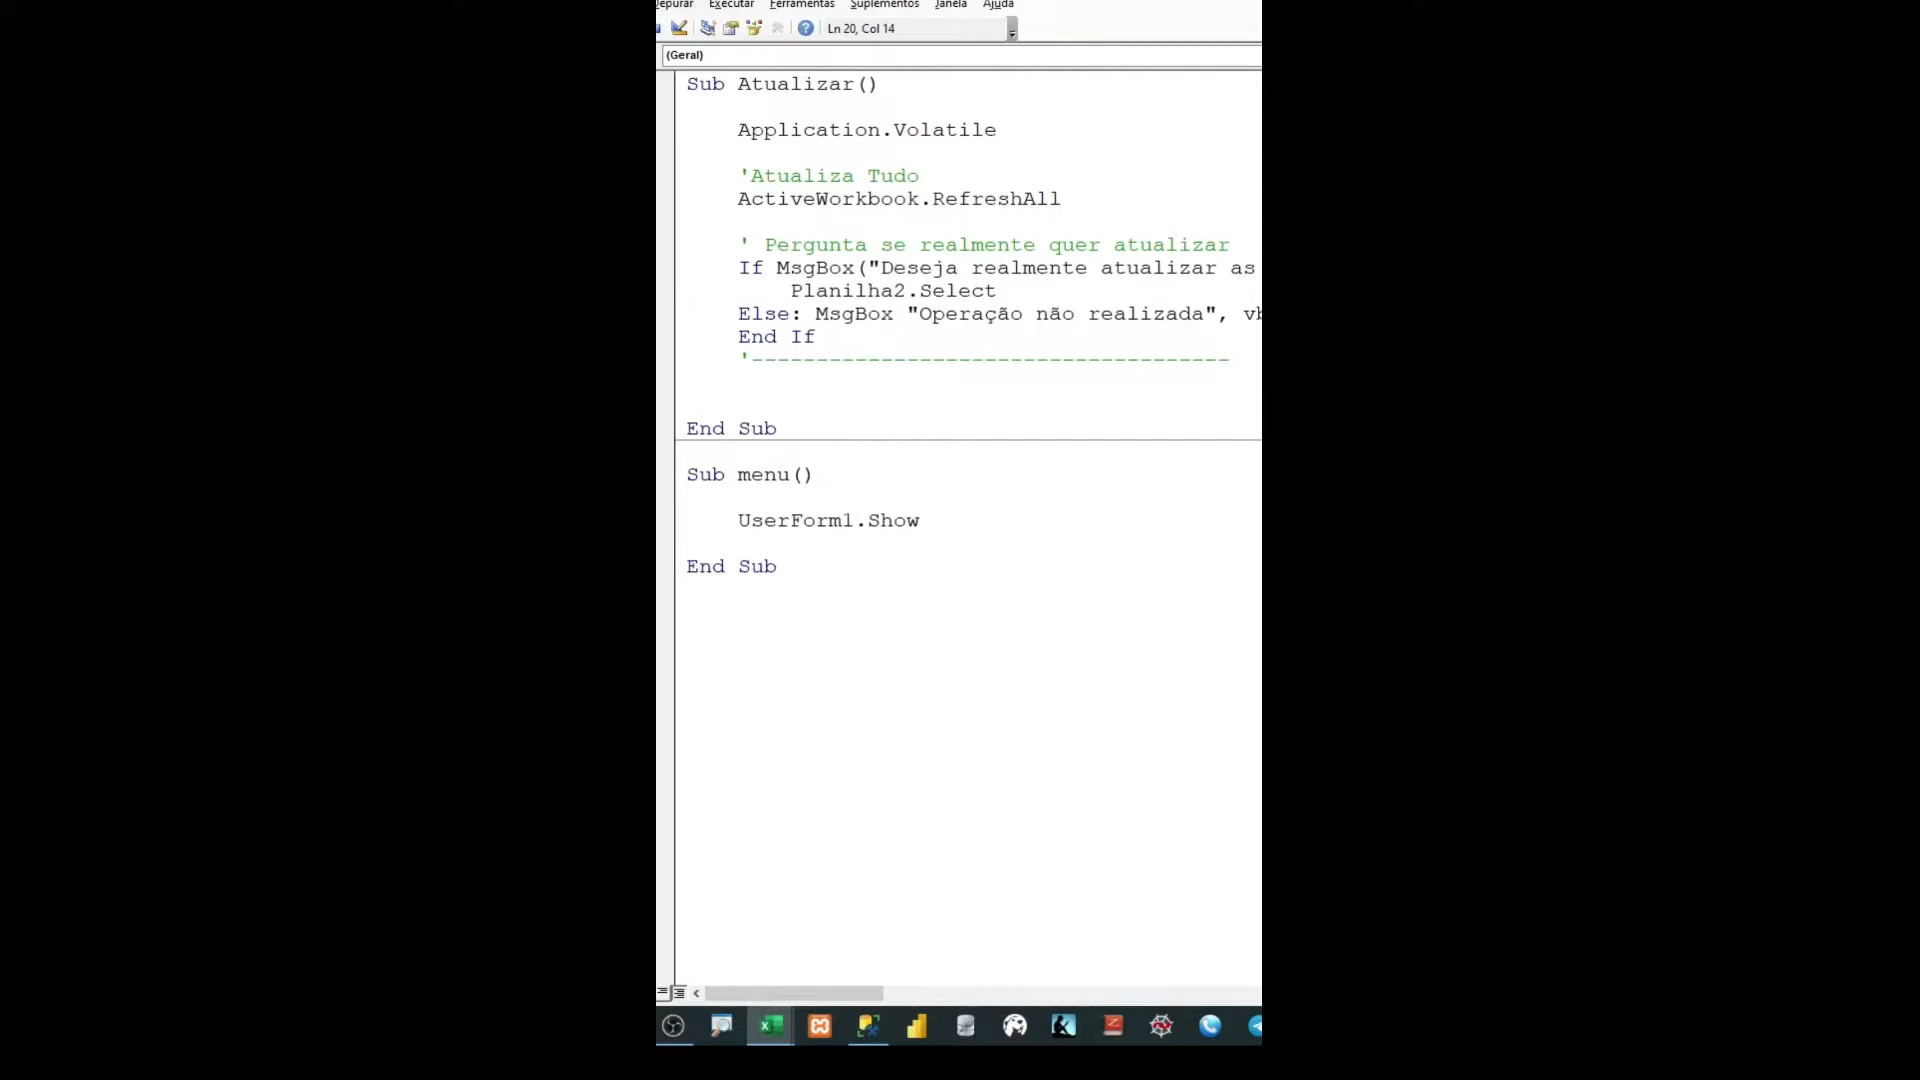 Depurar Executar Ferramentas Suplementos Janela Ajuda
Ln 20, Col 14
(Geral)
Sub Atualizar()
Application.Volatile
'Atualiza Tudo
ActiveWorkbook.RefreshAll
' Pergunta se realmente quer atualizar
If MsgBox("Deseja realmente atualizar as
Planilha2.Select
Else: MsgBox "Operação não realizada", vb
End If
'-------------------------------------
End Sub
Sub menu()
UserForm1.Show
End Sub